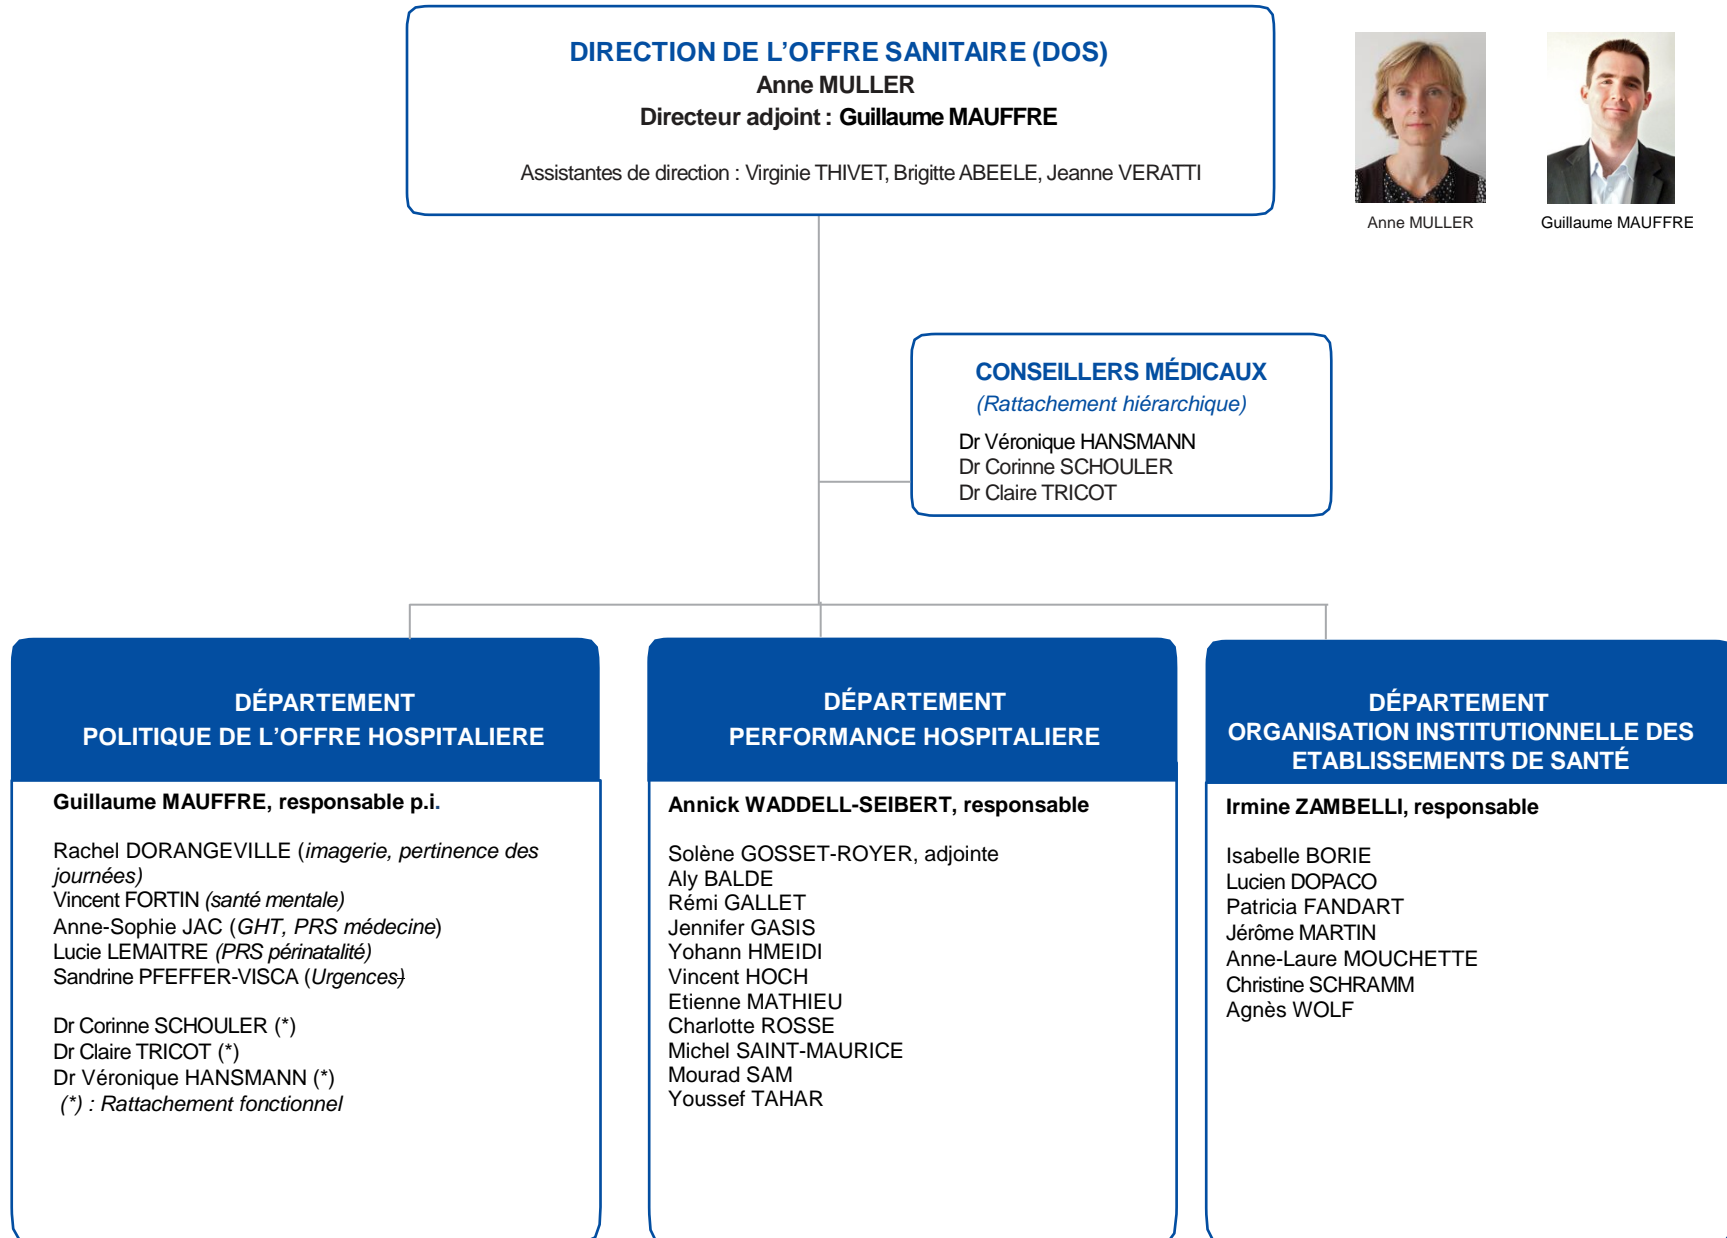 DIRECTION DE L’OFFRE SANITAIRE (DOS)
Anne MULLER
Directeur adjoint : Guillaume MAUFFRE
Assistantes de direction : Virginie THIVET, Brigitte ABEELE, Jeanne VERATTI
Anne MULLER
Guillaume MAUFFRE
CONSEILLERS MÉDICAUX
(Rattachement hiérarchique)
Dr Véronique HANSMANN
Dr Corinne SCHOULER
Dr Claire TRICOT
DÉPARTEMENT
POLITIQUE DE L’OFFRE HOSPITALIERE
Guillaume MAUFFRE, responsable p.i.
Rachel DORANGEVILLE (imagerie, pertinence des
journées)
Vincent FORTIN (santé mentale)
Anne-Sophie JAC (GHT, PRS médecine)
Lucie LEMAITRE (PRS périnatalité)
Sandrine PFEFFER-VISCA (Urgences)
Dr Corinne SCHOULER (*)
Dr Claire TRICOT (*)
Dr Véronique HANSMANN (*)
(*) : Rattachement fonctionnel
DÉPARTEMENT
PERFORMANCE HOSPITALIERE
Annick WADDELL-SEIBERT, responsable
Solène GOSSET-ROYER, adjointe
Aly BALDE
Rémi GALLET
Jennifer GASIS
Yohann HMEIDI
Vincent HOCH
Etienne MATHIEU
Charlotte ROSSE
Michel SAINT-MAURICE
Mourad SAM
Youssef TAHAR
DÉPARTEMENT
ORGANISATION INSTITUTIONNELLE DES
ETABLISSEMENTS DE SANTÉ
Irmine ZAMBELLI, responsable
Isabelle BORIE
Lucien DOPACO
Patricia FANDART
Jérôme MARTIN
Anne-Laure MOUCHETTE
Christine SCHRAMM
Agnès WOLF